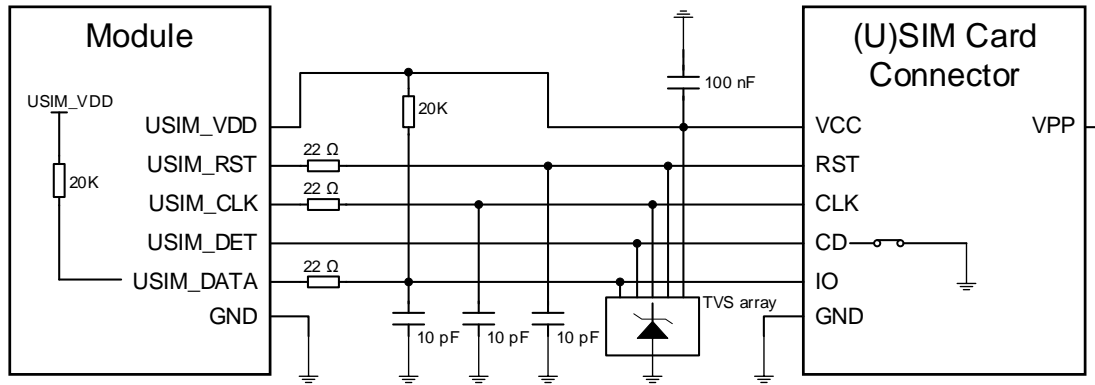 Module
(U)SIM Card
Connector
USIM_VDD
20K
USIM_VDD
USIM_RST
USIM_CLK
USIM_DET
USIM_DATA
GND
22 Ω
22 Ω
22 Ω
20K
100 nF
10 pF
10 pF
10 pF
TVS array
VCC
RST
CLK
CD
IO
GND
VPP